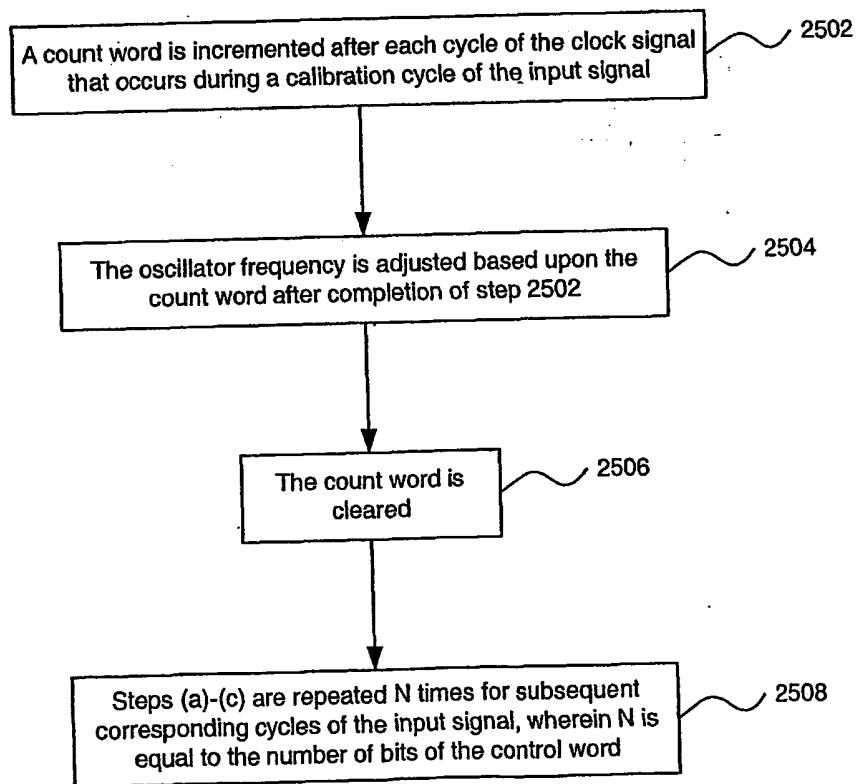 A count word is incremented after each cycle of the clock signal
that occurs during a calibration cycle of the input signal
2502
The oscillator frequency is adjusted based upon the
count word after completion of step 2502
2504
The count word is
cleared
2506
Steps (a)-(c) are repeated N times for subsequent
corresponding cycles of the input signal, wherein N is
equal to the number of bits of the control word
2508